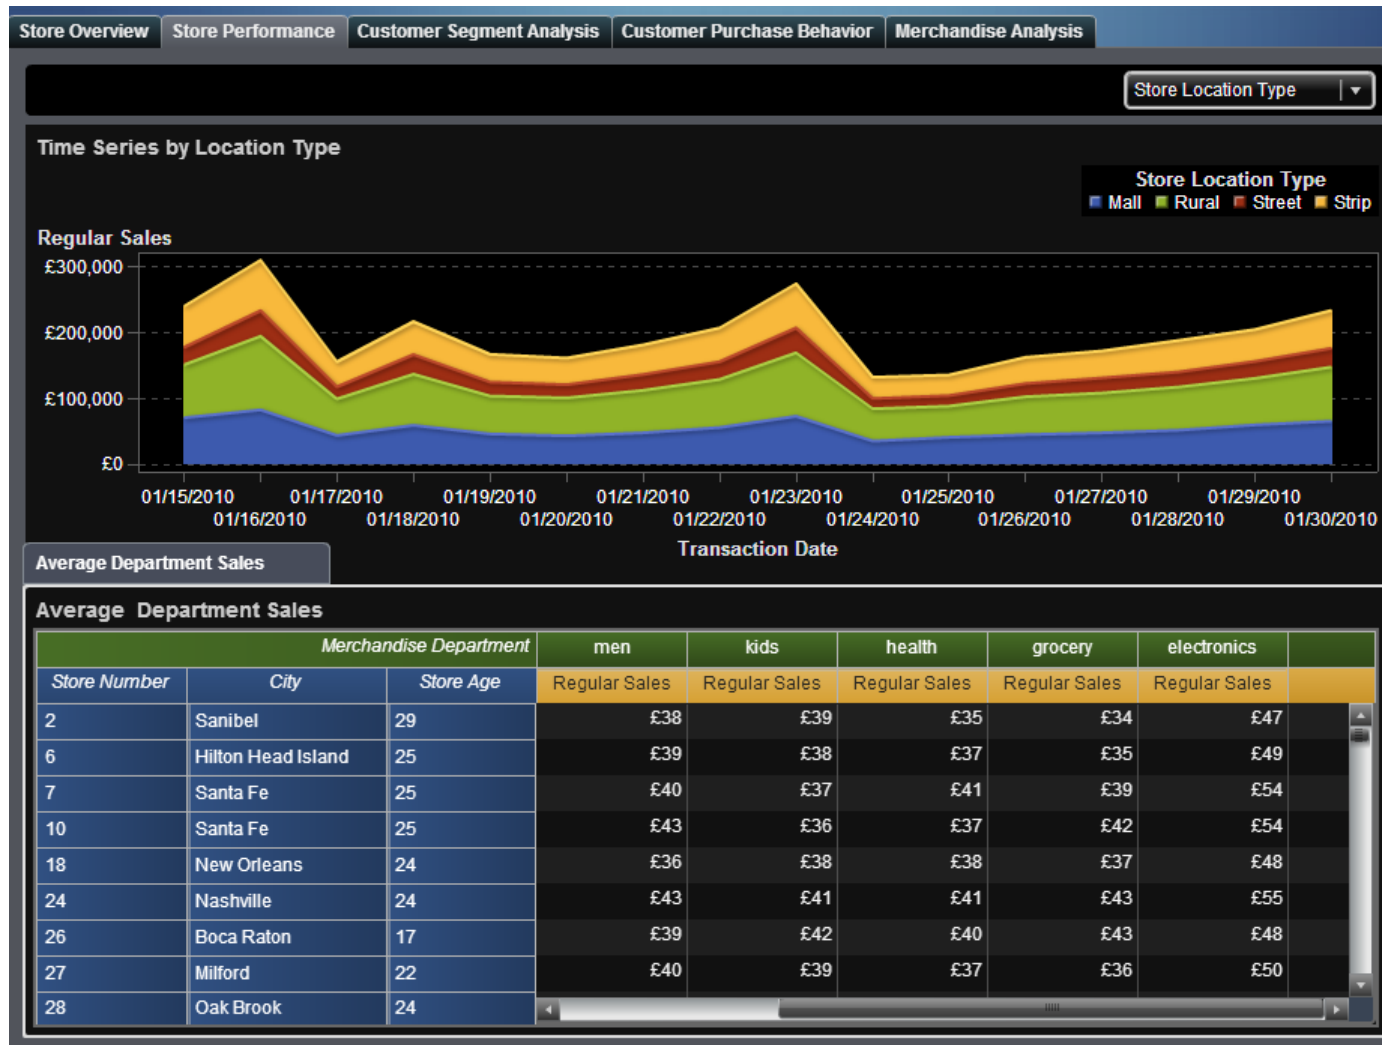 Store Overview Store Performance Customer Segment Analysis Customer Purchase Behavior Merchandise Analysis
Store Location Type
Time Series by Location Type
Store Location Type
Mall Rural Street Strip
Regular Sales
£300,000
£200,000
£100,000
£0
01/15/2010 01/17/2010 01/19/2010 01/21/2010 01/23/2010 01/25/2010 01/27/2010 01/29/2010
01/16/2010 01/18/2010 01/20/2010 01/22/2010 01/24/2010 01/26/2010 01/28/2010 01/30/2010
Transaction Date
Average Department Sales
Average Department Sales
Merchandise Department men kids health grocery electronics
Store Number City Store Age Regular Sales Regular Sales Regular Sales Regular Sales Regular Sales
2 Sanibel 29 £38 £39 £35 £34 £47
6 Hilton Head Island 25 £39 £38 £37 £35 £49
7 Santa Fe 25 £40 £37 £41 £39 £54
10 Santa Fe 25 £43 £36 £37 £42 £54
18 New Orleans 24 £36 £38 £38 £37 £48
24 Nashville 24 £43 £41 £41 £43 £55
26 Boca Raton 17 £39 £42 £40 £43 £48
27 Milford 22 £40 £39 £37 £36 £50
28 Oak Brook 24